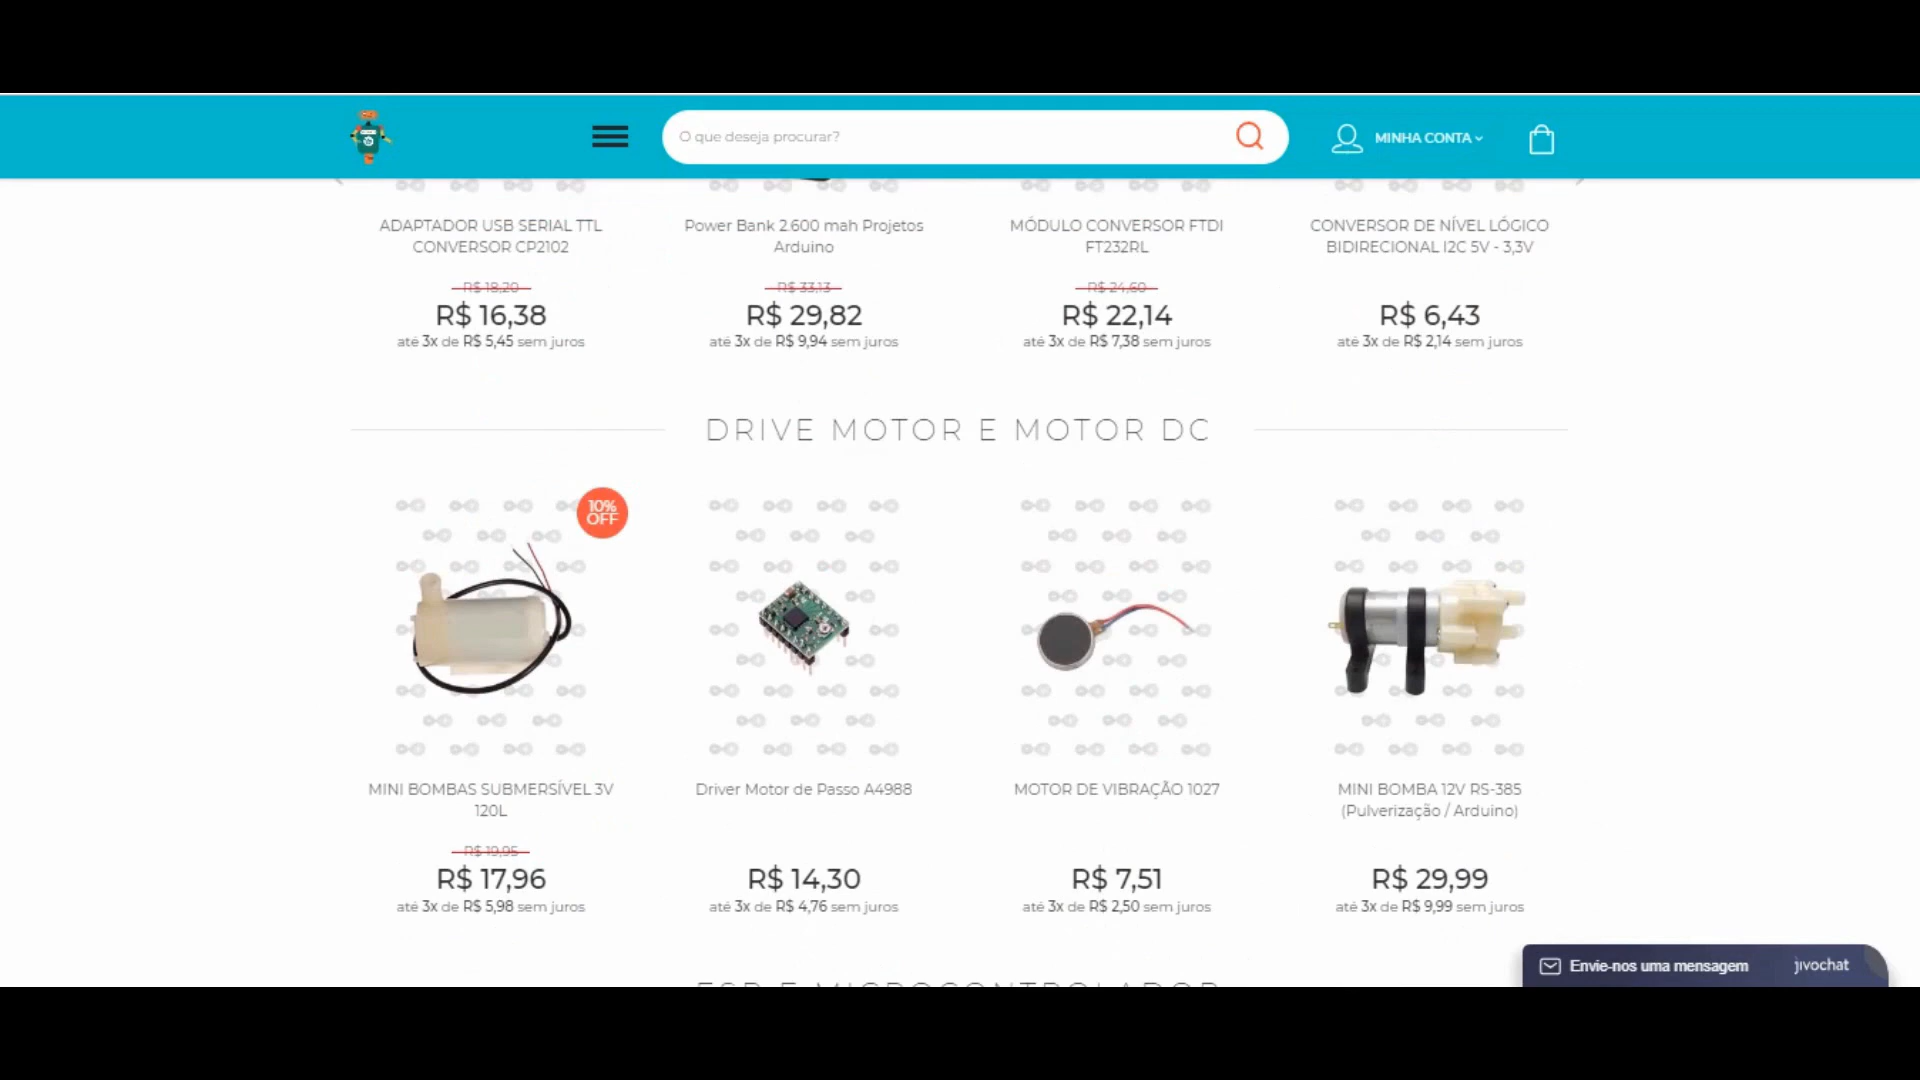 O que deseja procurar?
MINHA CONTA
ADAPTADOR USB SERIAL TTL
CONVERSOR CP2102
R$ 18,20
R$ 16,38
até 3x de R$ 5,45 sem juros
Power Bank 2.600 mah Projetos
Arduino
R$ 33,13
R$ 29,82
até 3x de R$ 9,94 sem juros
MÓDULO CONVERSOR FTDI
FT232RL
R$ 24,60
R$ 22,14
até 3x de R$ 7,38 sem juros
CONVERSOR DE NÍVEL LÓGICO
BIDIRECIONAL I2C 5V - 3,3V
R$ 6,43
até 3x de R$ 2,14 sem juros
DRIVE MOTOR E MOTOR DC
10%
OFF
MINI BOMBAS SUBMERSÍVEL 3V
120L
R$ 19,95
R$ 17,96
até 3x de R$ 5,98 sem juros
Driver Motor de Passo A4988
R$ 14,30
até 3x de R$ 4,76 sem juros
MOTOR DE VIBRAÇÃO 1027
R$ 7,51
até 3x de R$ 2,50 sem juros
MINI BOMBA 12V RS-385
(Pulverização / Arduino)
R$ 29,99
até 3x de R$ 9,99 sem juros
ESP E MICROCONTROLADOR
Envie-nos uma mensagem
jivochat